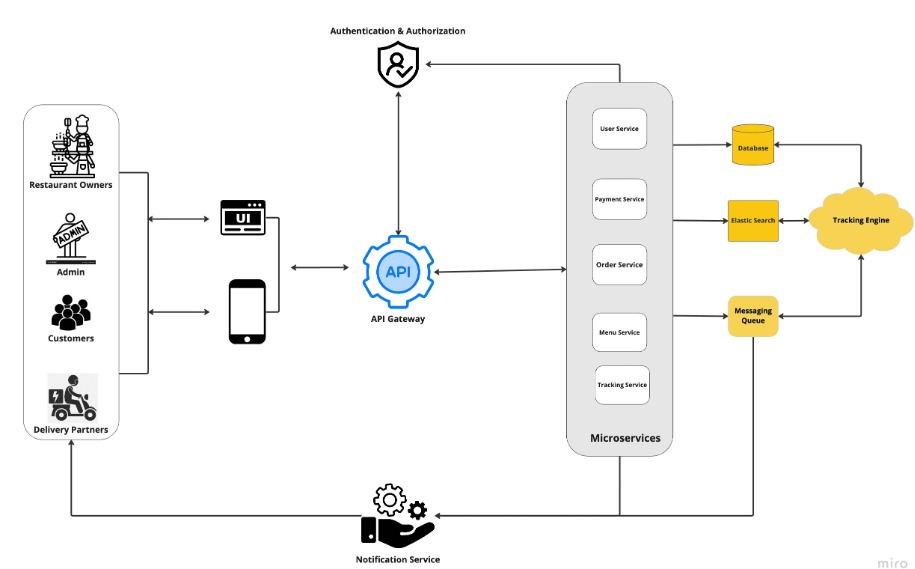 Authentication & Authorization
Restaurant Owners
ADMIN
Admin
Customers
Delivery Partners
UI
API
API Gateway
User Service
Payment Service
Order Service
Menu Service
Tracking Service
Microservices
Database
Elastic Search
Tracking Engine
Messaging
Queue
Notification Service
miro